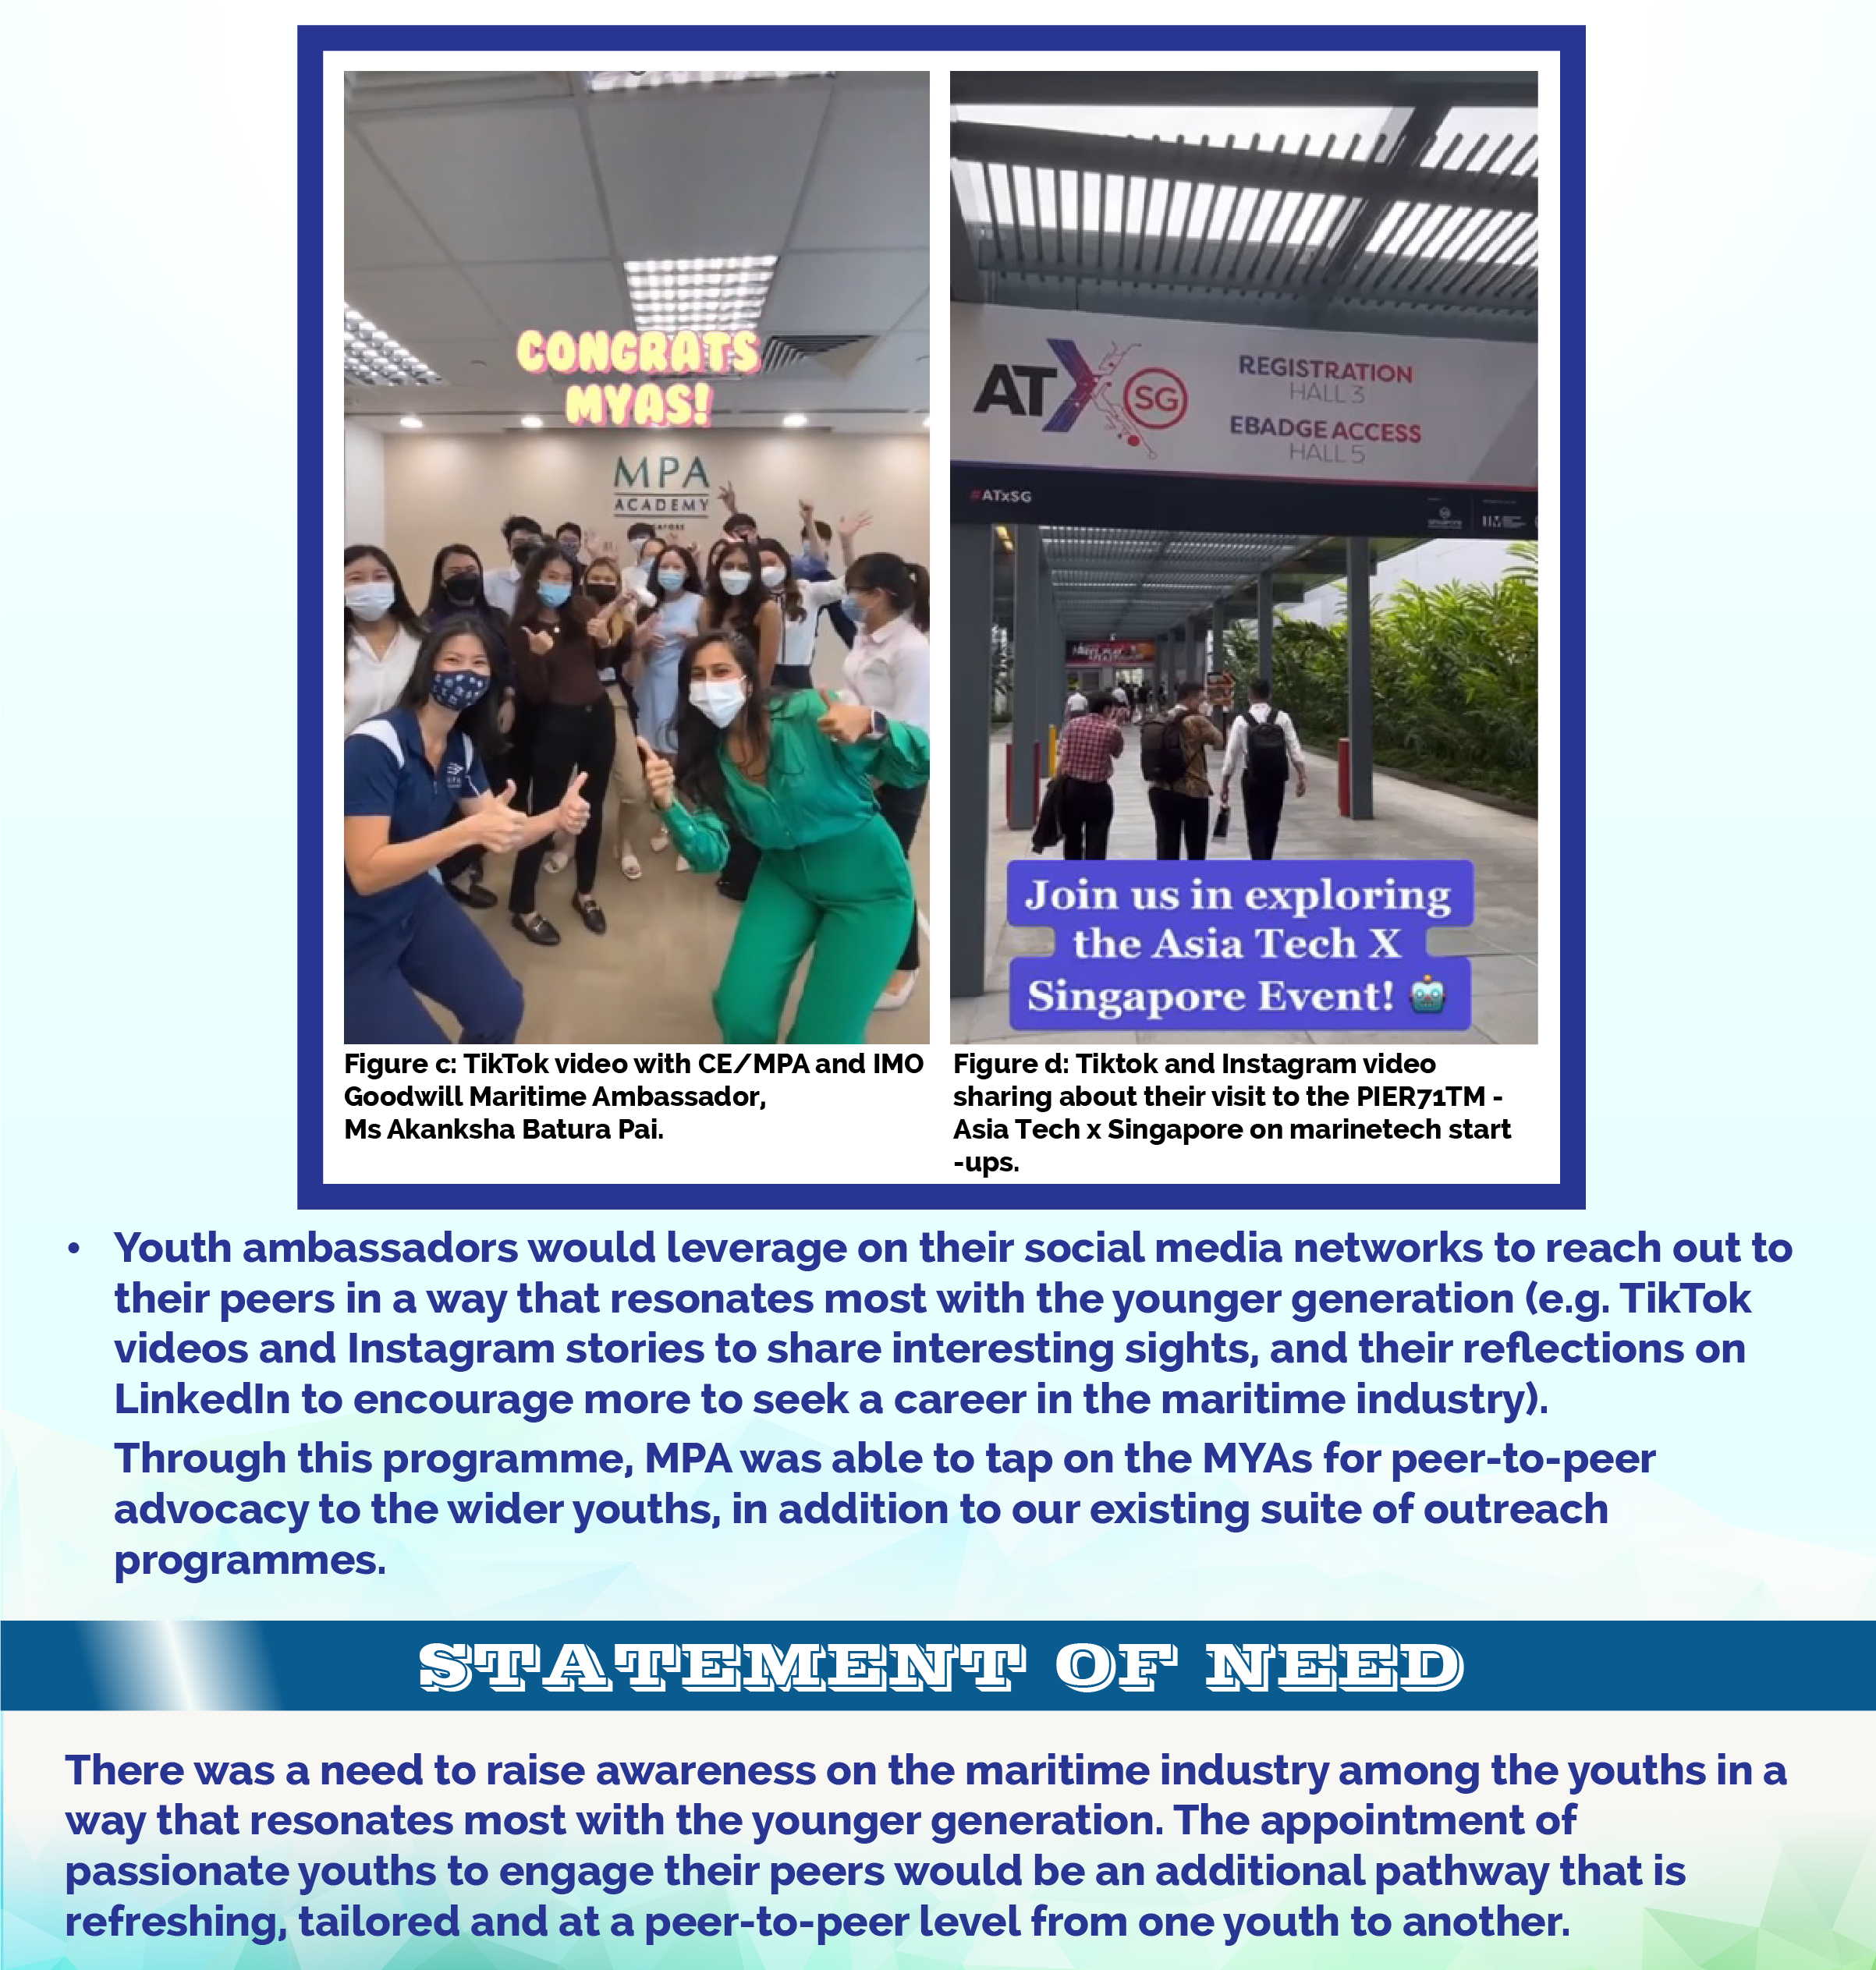 CONGRATS
MYAS!
MPA
ACADEMY
ATX SG
REGISTRATION
HALL 3
EBADGE ACCESS
HALL 5
#ATxSG
Join us in exploring
the Asia Tech X
Singapore Event! 🤖
Figure c: TikTok video with CE/MPA and IMO
Goodwill Maritime Ambassador,
Ms Akanksha Batura Pai.
Figure d: Tiktok and Instagram video
sharing about their visit to the PIER71TM -
Asia Tech x Singapore on marinetech start
-ups.
• Youth ambassadors would leverage on their social media networks to reach out to
their peers in a way that resonates most with the younger generation (e.g. TikTok
videos and Instagram stories to share interesting sights, and their reflections on
LinkedIn to encourage more to seek a career in the maritime industry).
Through this programme, MPA was able to tap on the MYAs for peer-to-peer
advocacy to the wider youths, in addition to our existing suite of outreach
programmes.
STATEMENT OF NEED
There was a need to raise awareness on the maritime industry among the youths in a
way that resonates most with the younger generation. The appointment of
passionate youths to engage their peers would be an additional pathway that is
refreshing, tailored and at a peer-to-peer level from one youth to another.